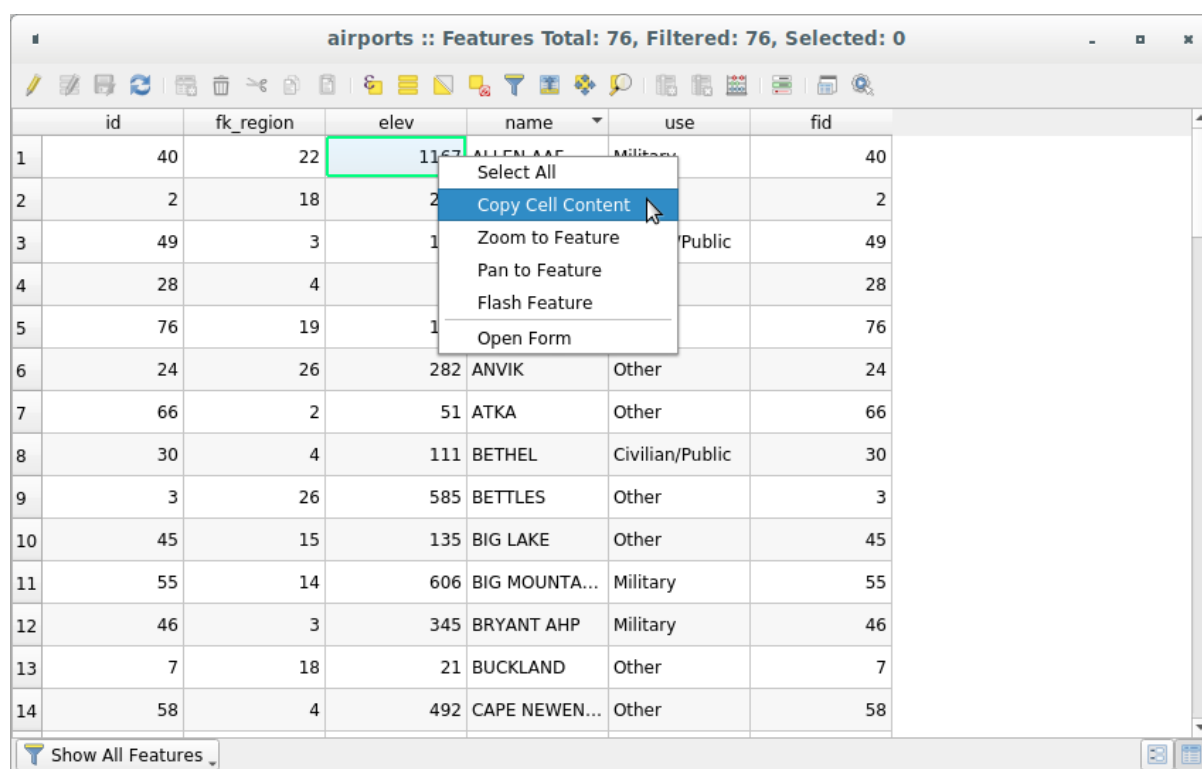 airports :: Features Total: 76, Filtered: 76, Selected: 0
id fk_region elev name use fid
1 40 22 1167 ALLEN AAF Military 40
Select All
2 2 18 2
Copy Cell Content
3 49 3 /Public 49
Zoom to Feature
4 28 4 28
Pan to Feature
Flash Feature
5 76 19 76
Open Form
6 24 26 282 ANVIK Other 24
7 66 2 51 ATKA Other 66
8 30 4 111 BETHEL Civilian/Public 30
9 3 26 585 BETTLES Other 3
10 45 15 135 BIG LAKE Other 45
11 55 14 606 BIG MOUNTA... Military 55
12 46 3 345 BRYANT AHP Military 46
13 7 18 21 BUCKLAND Other 7
14 58 4 492 CAPE NEWEN... Other 58
Show All Features